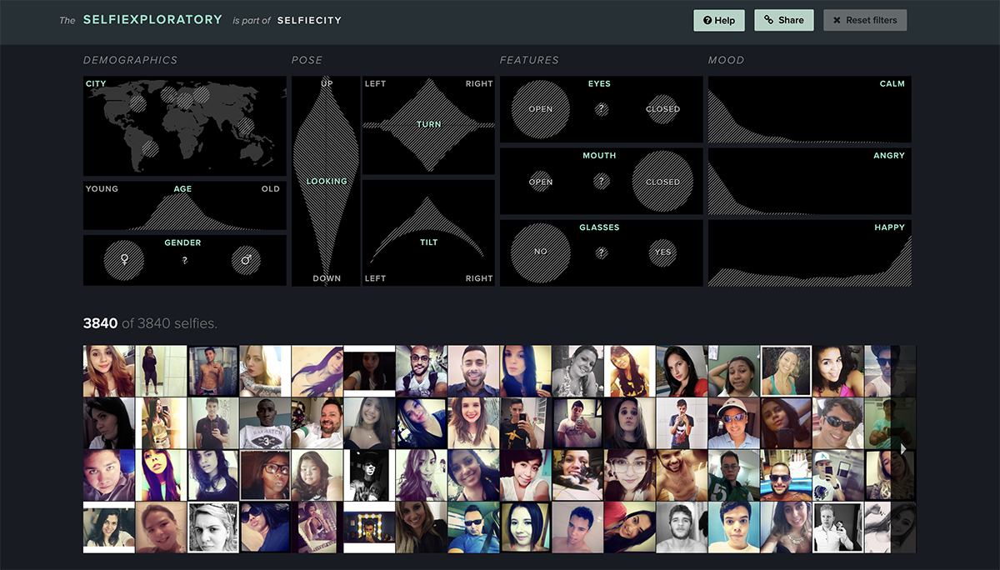 The SELFIEXPLORATORY is part of SELFIECITY
? Help
Share
✖ Reset filters
DEMOGRAPHICS
CITY
YOUNG AGE OLD
GENDER
♀ ? ♂
POSE
UP
LOOKING
DOWN
LEFT RIGHT
TURN
TILT
LEFT RIGHT
FEATURES
EYES
OPEN ? CLOSED
MOUTH
OPEN ? CLOSED
GLASSES
NO ? YES
MOOD
CALM
ANGRY
HAPPY
3840 of 3840 selfies.